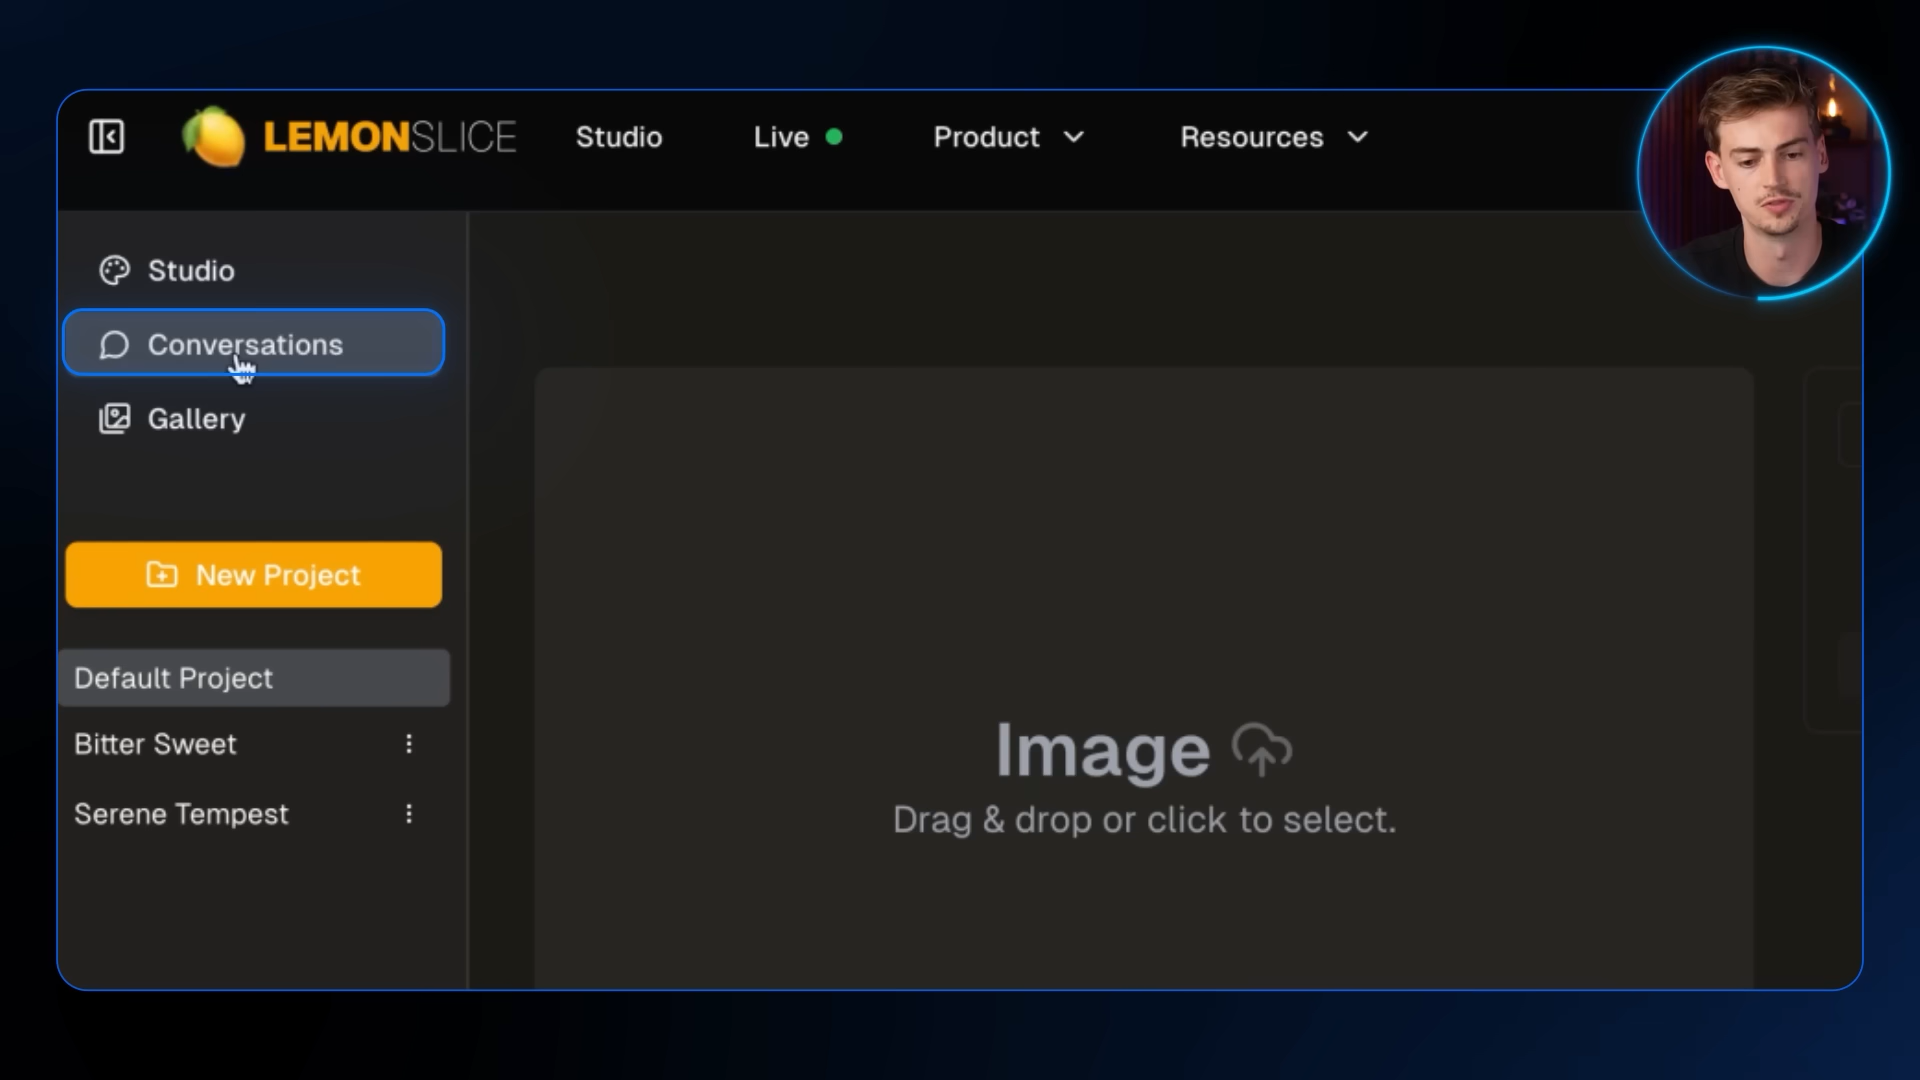 LEMONSLICE
Studio
Live
Product
Resources
Studio
Conversations
Gallery
New Project
Default Project
Bitter Sweet
Serene Tempest
Image
Drag & drop or click to select.